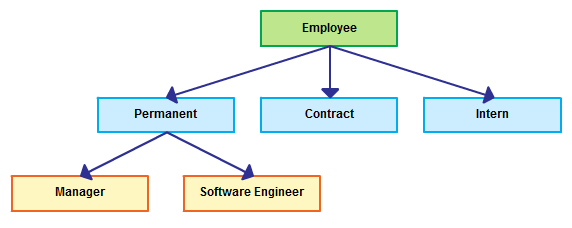 Employee
Permanent
Contract
Intern
Manager
Software Engineer